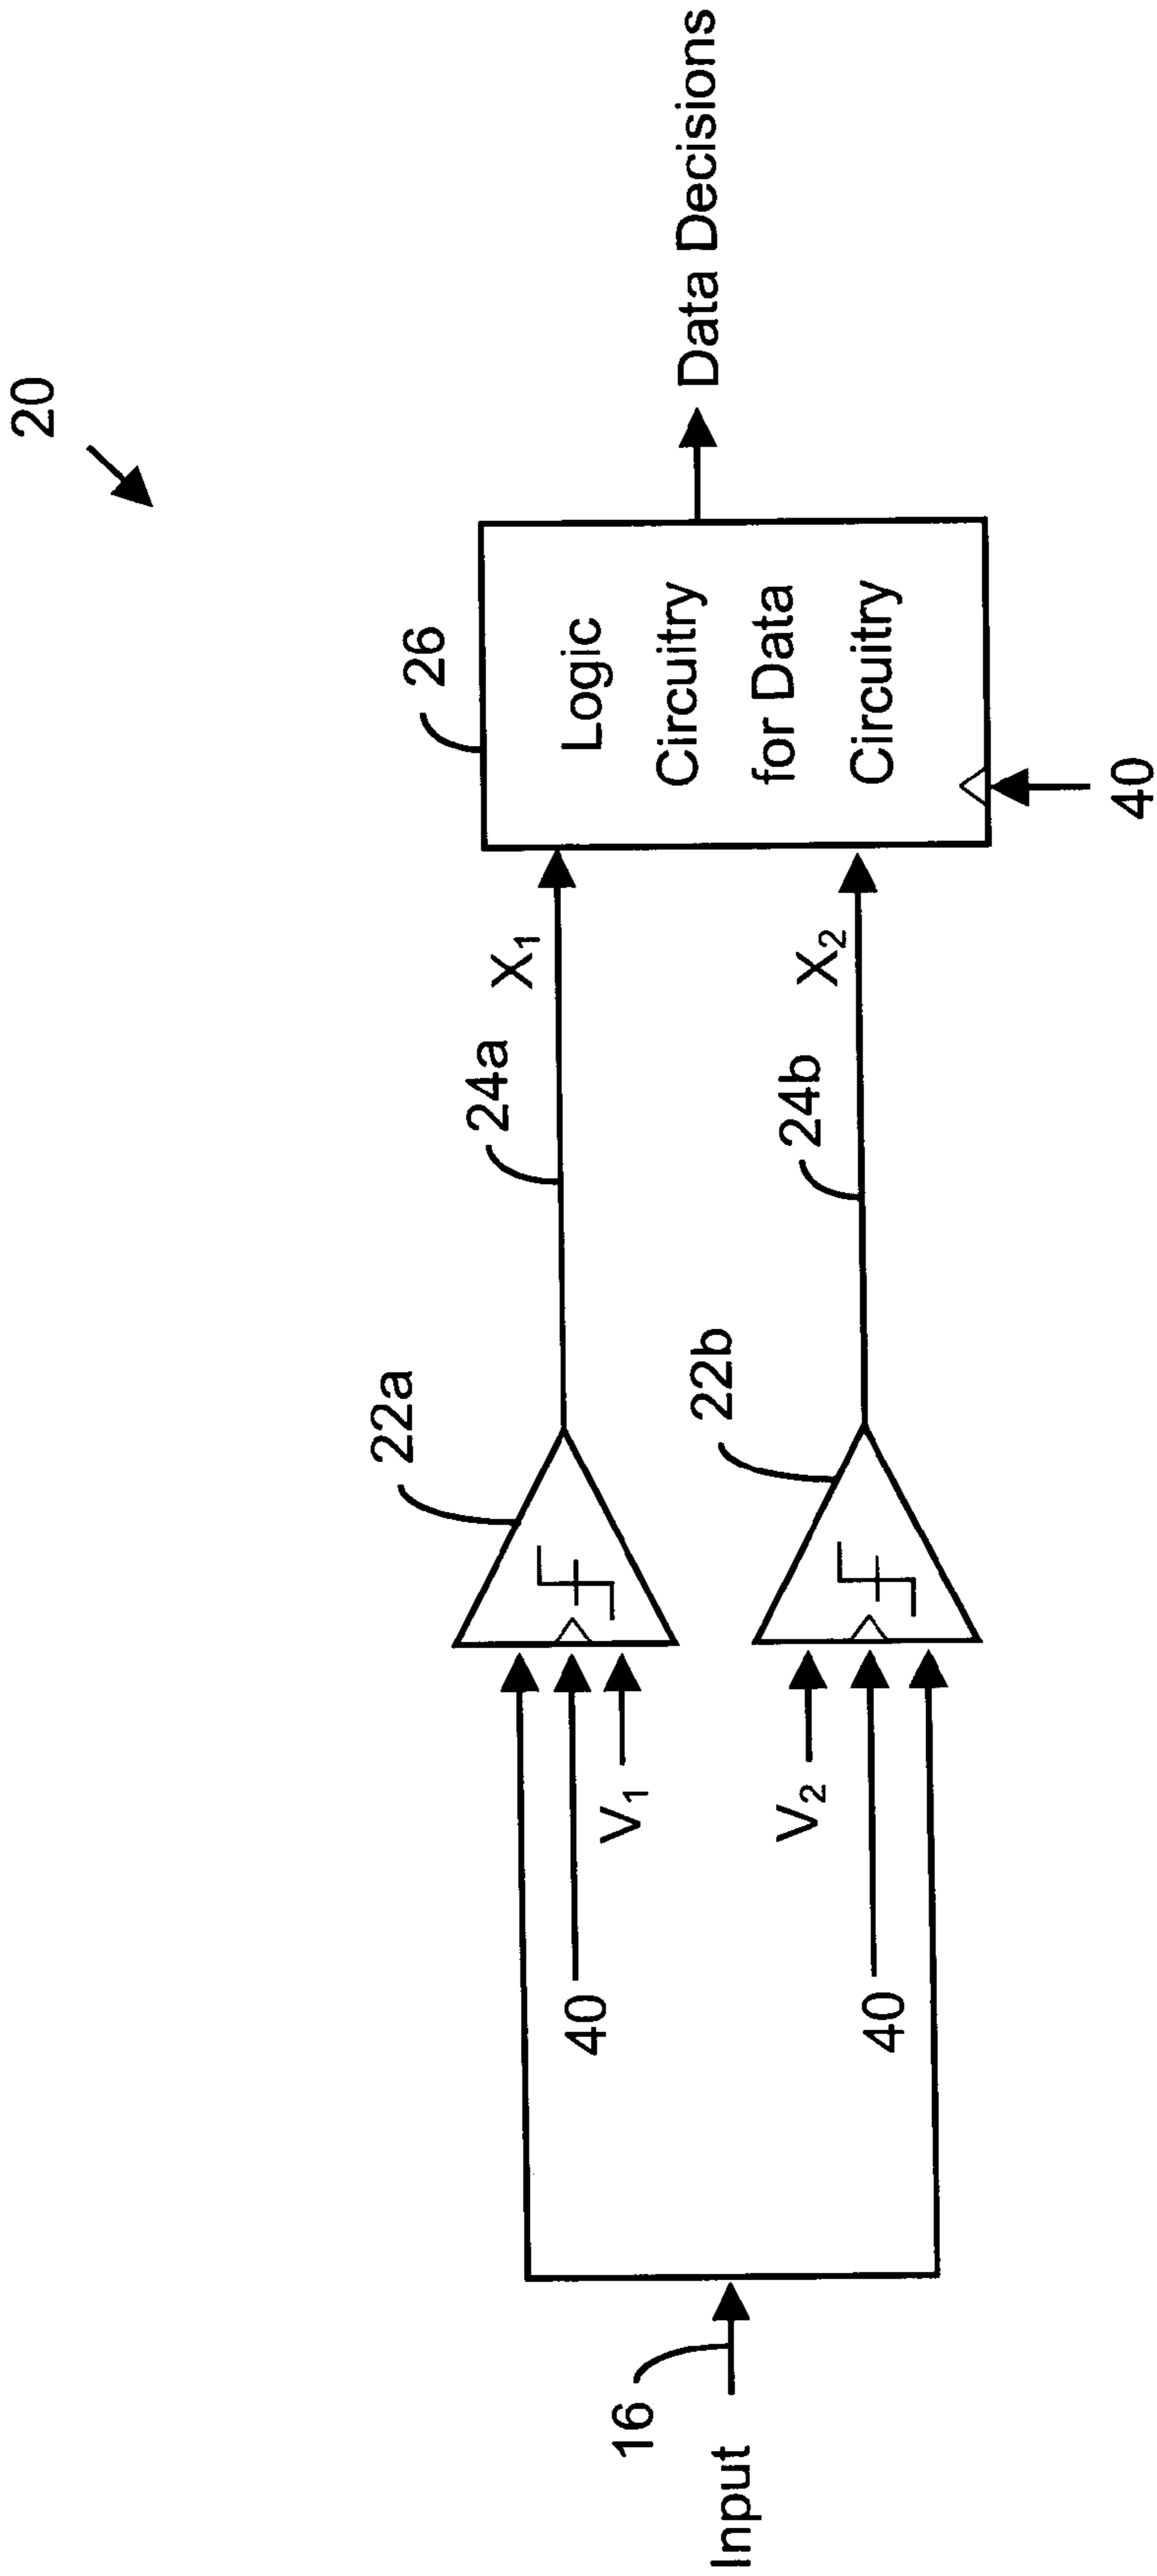 20
26
Logic
Circuitry
for Data
Circuitry
Data Decisions
40
X1
24a
X2
24b
22a
22b
V1
V2
40
40
16
Input